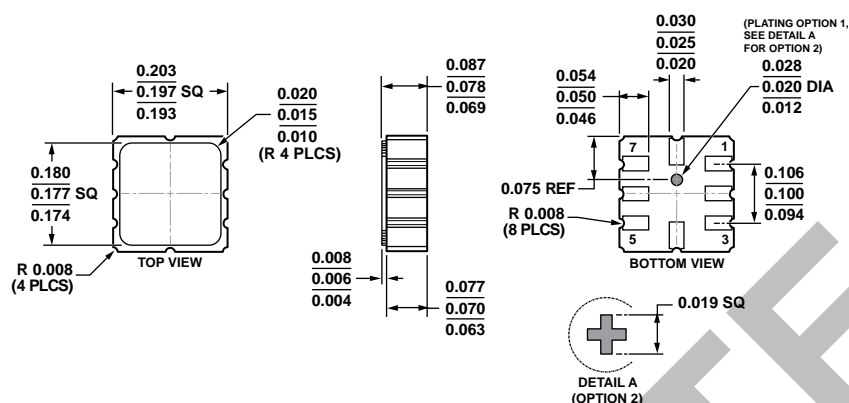 0.203
0.197 SQ
0.193
0.020
0.015
0.010
(R 4 PLCS)
0.180
0.177 SQ
0.174
R 0.008
(4 PLCS)
TOP VIEW
0.087
0.078
0.069
0.008
0.006
0.004
0.077
0.070
0.063
0.030
0.025
0.020
(PLATING OPTION 1,
SEE DETAIL A
FOR OPTION 2)
0.054
0.050
0.046
0.028
0.020 DIA
0.012
7
1
0.075 REF
0.106
0.100
0.094
R 0.008
(8 PLCS)
5
3
BOTTOM VIEW
0.019 SQ
DETAIL A
(OPTION 2)
TE